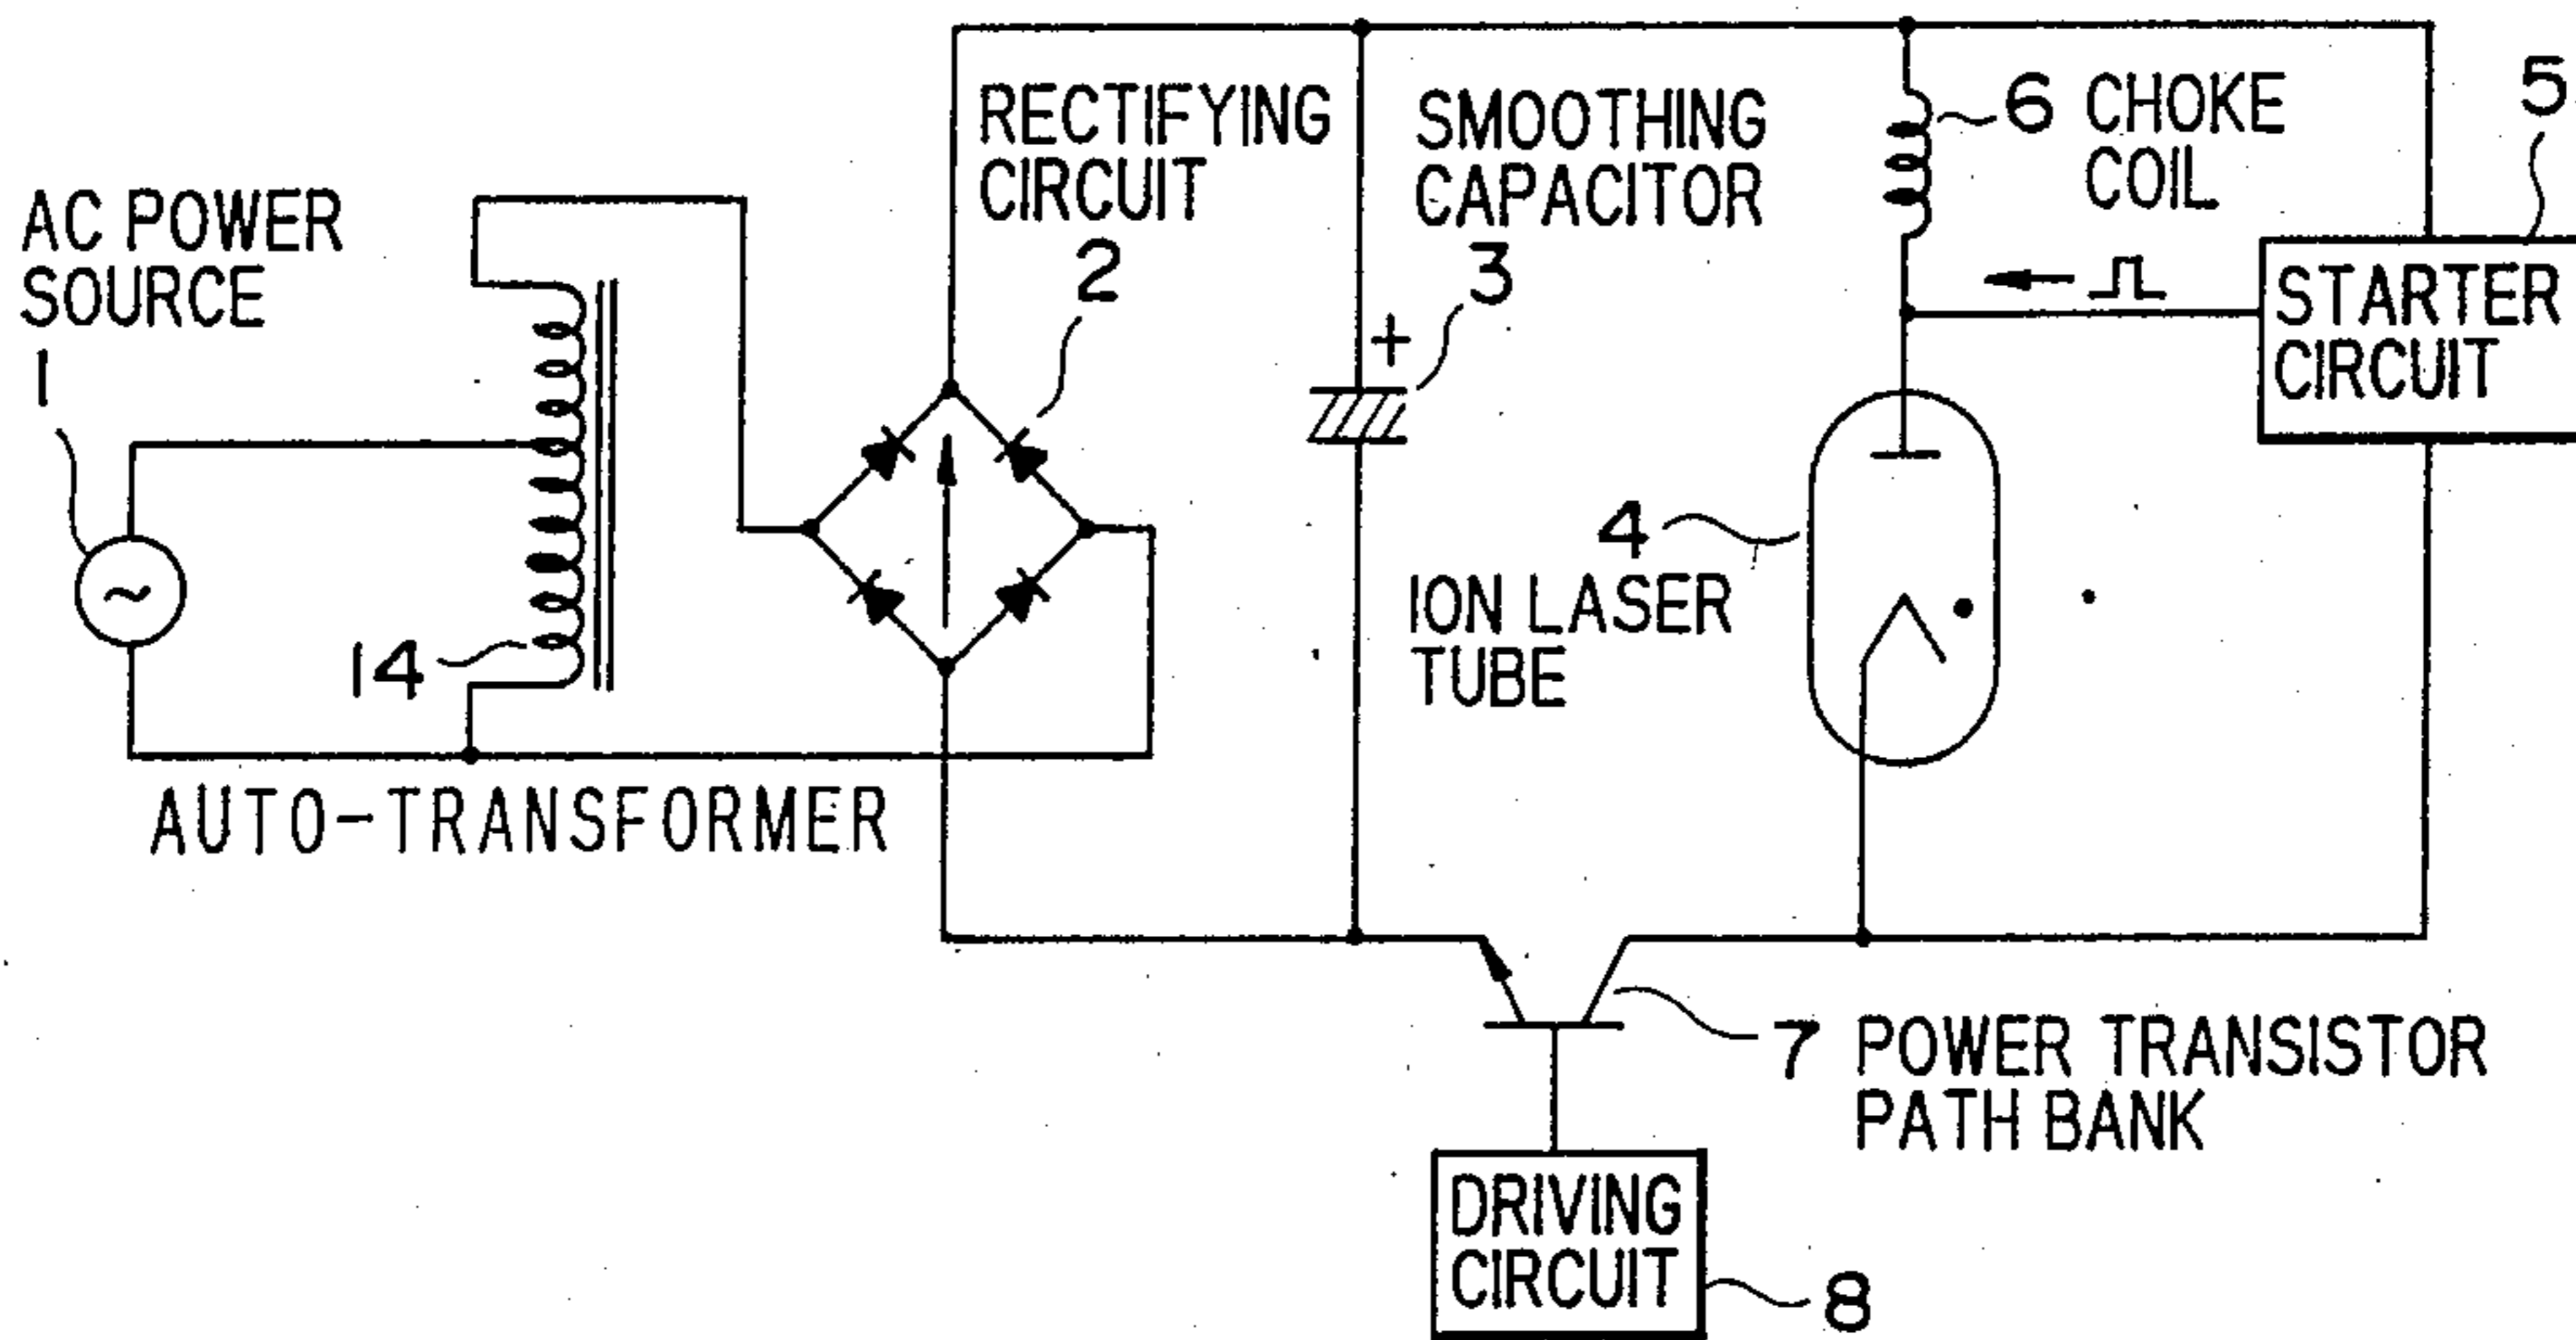 AC POWER
SOURCE
1
14
AUTO-TRANSFORMER
RECTIFYING
CIRCUIT
2
SMOOTHING
CAPACITOR
3
+
6 CHOKE
COIL
5
STARTER
CIRCUIT
4
ION LASER
TUBE
7 POWER TRANSISTOR
PATH BANK
DRIVING
CIRCUIT
8